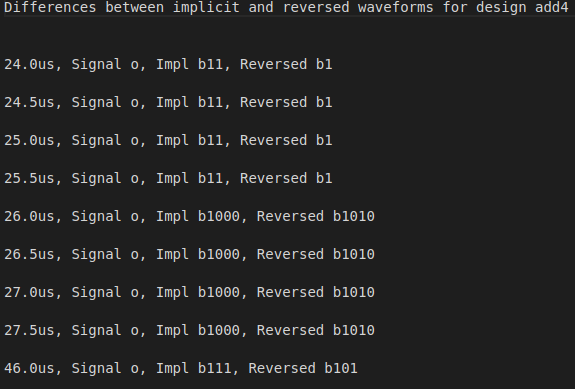 Differences between implicit and reversed waveforms for design add4
24.0us, Signal o, Impl b11, Reversed b1
24.5us, Signal o, Impl b11, Reversed b1
25.0us, Signal o, Impl b11, Reversed b1
25.5us, Signal o, Impl b11, Reversed b1
26.0us, Signal o, Impl b1000, Reversed b1010
26.5us, Signal o, Impl b1000, Reversed b1010
27.0us, Signal o, Impl b1000, Reversed b1010
27.5us, Signal o, Impl b1000, Reversed b1010
46.0us, Signal o, Impl b111, Reversed b101